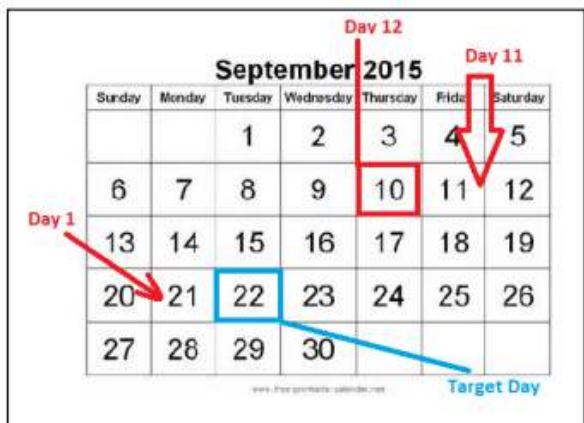 Day 12
Day 11
September 2015
Sunday Monday Tuesday Wednesday Thursday Friday Saturday
1 2 3 4 5
6 7 8 9 10 11 12
Day 1
13 14 15 16 17 18 19
20 21 22 23 24 25 26
27 28 29 30
Target Day